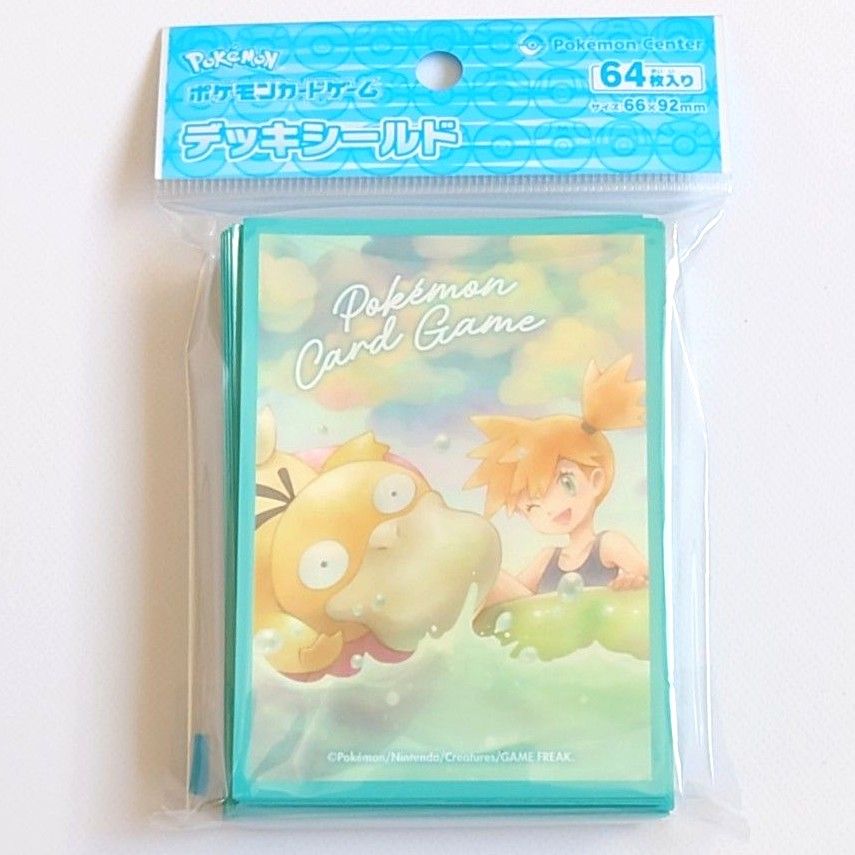 Pokémon
ポケモンカードゲーム
デッキシールド
Pokémon Center
64枚入り
サイズ 66×92mm
Pokémon
Card Game
©Pokémon/Nintendo/Creatures/GAME FREAK.